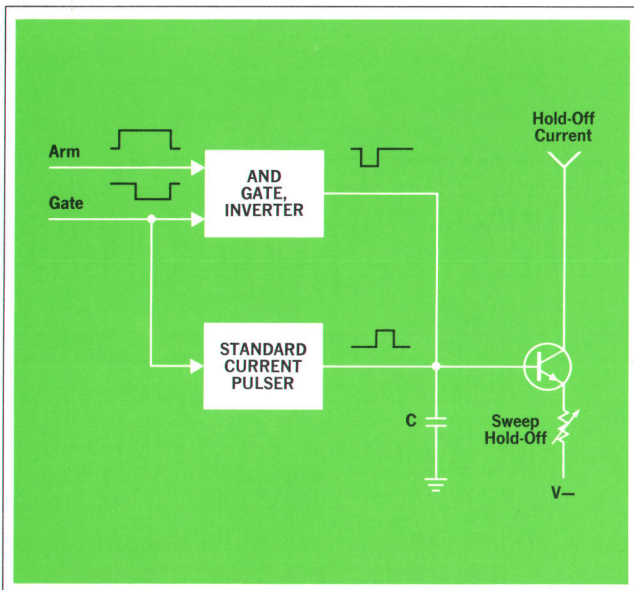 Arm
Gate
AND
GATE,
INVERTER
STANDARD
CURRENT
PULSER
C
Hold-Off
Current
Sweep
Hold-Off
V—